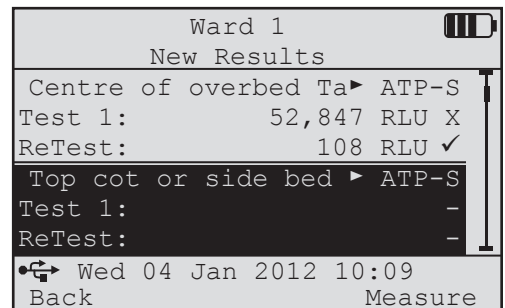 Ward 1
New Results
Centre of overbed Ta► ATP-S
Test 1: 52,847 RLU X
ReTest: 108 RLU ✓
Top cot or side bed ► ATP-S
Test 1: -
ReTest: -
Wed 04 Jan 2012 10:09
Back Measure